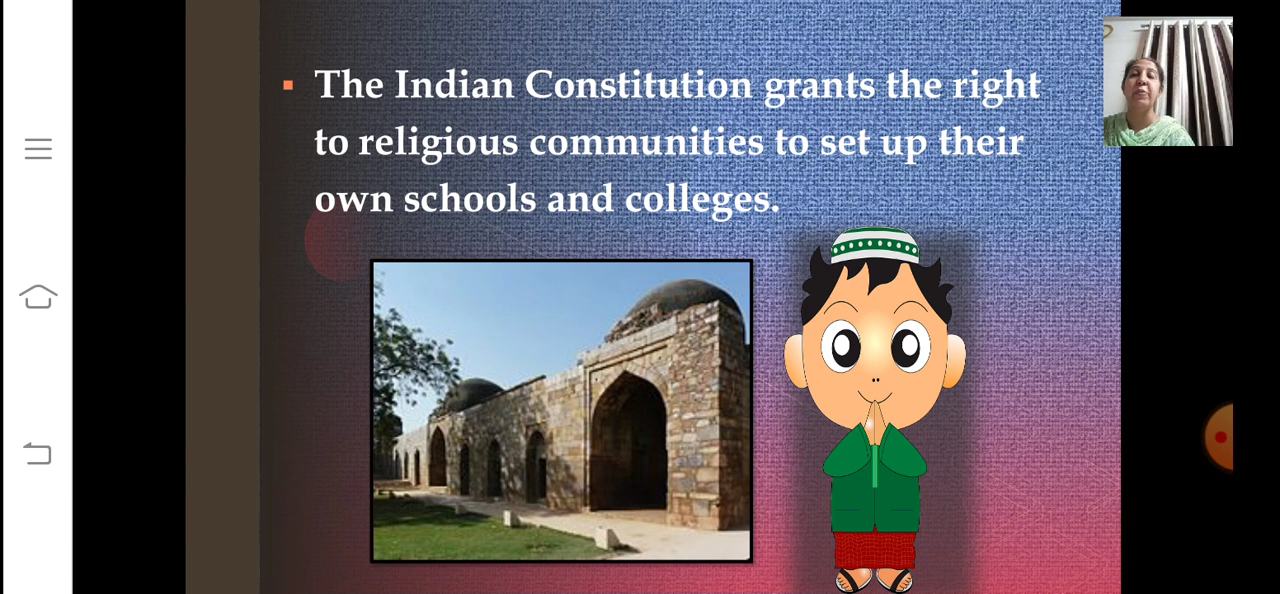 The Indian Constitution grants the right
to religious communities to set up their
own schools and colleges.